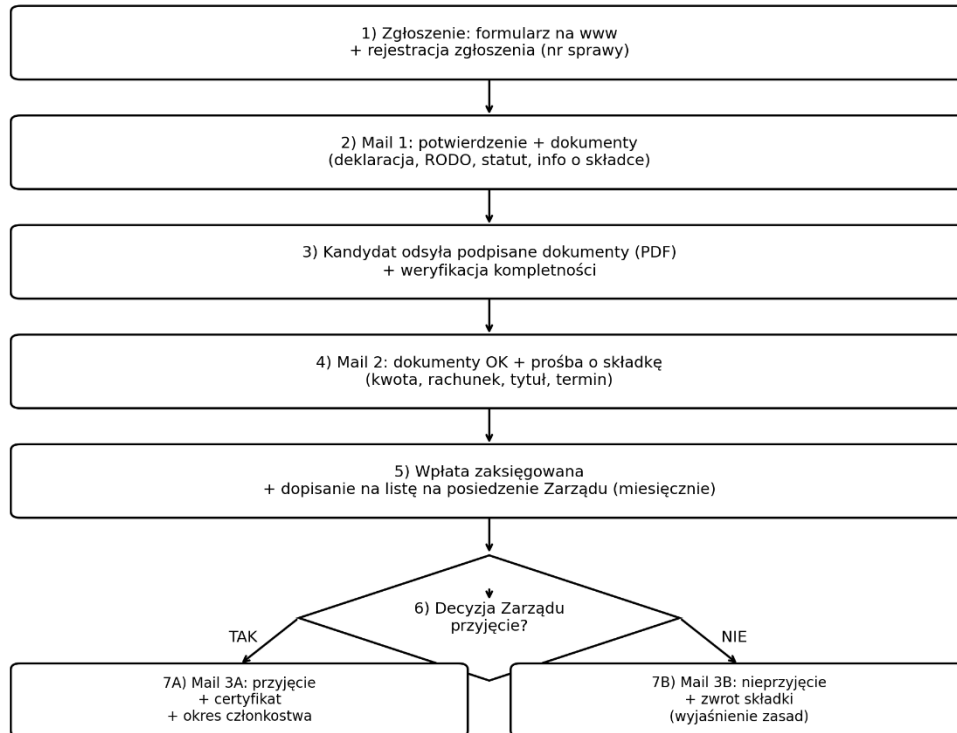 1) Zgłoszenie: formularz na www
+ rejestracja zgłoszenia (nr sprawy)
2) Mail 1: potwierdzenie + dokumenty
(deklaracja, RODO, statut, info o składce)
3) Kandydat odsyła podpisane dokumenty (PDF)
+ weryfikacja kompletności
4) Mail 2: dokumenty OK + prośba o składkę
(kwota, rachunek, tytuł, termin)
5) Wpłata zaksięgowana
+ dopisanie na listę na posiedzenie Zarządu (miesięcznie)
6) Decyzja Zarządu
przyjęcie?
TAK
NIE
7A) Mail 3A: przyjęcie
+ certyfikat
+ okres członkostwa
7B) Mail 3B: nieprzyjęcie
+ zwrot składki
(wyjaśnienie zasad)